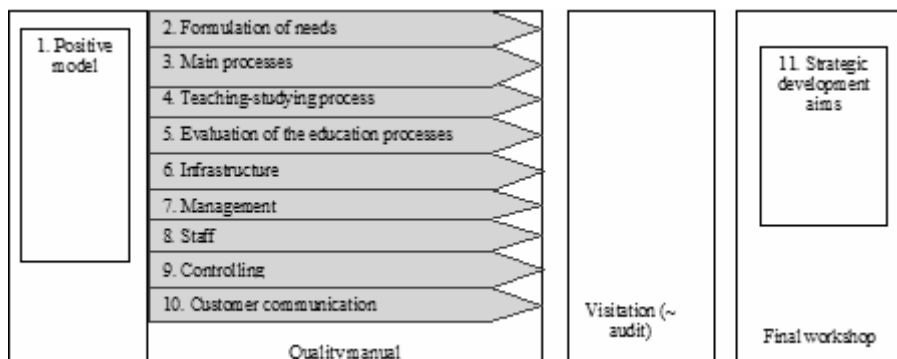 1. Positive
model
2. Formulation of needs
3. Main processes
4. Teaching-studying process
5. Evaluation of the education processes
6. Infrastructure
7. Management
8. Staff
9. Controlling
10. Customer communication
Quality manual
Visitation (~
audit)
11. Strategic
development
aims
Final workshop